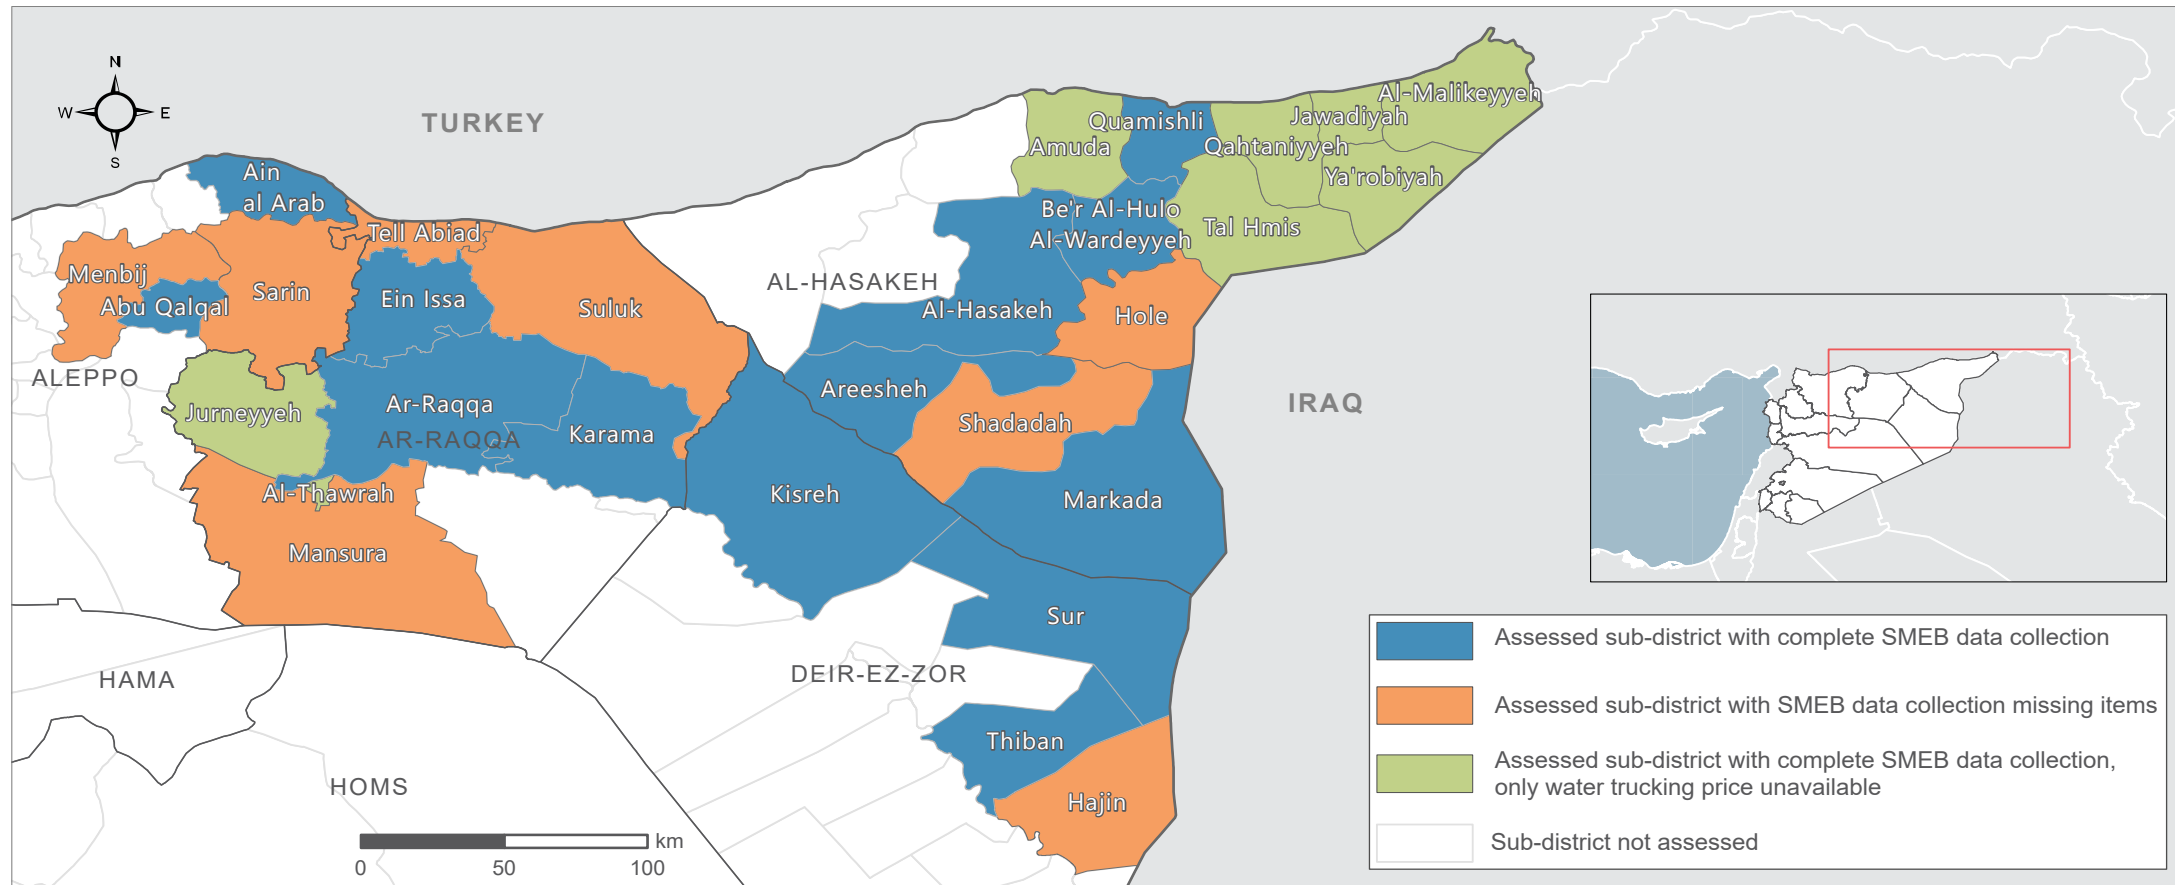 N
W
E
S
TURKEY
Al-Malikeyyeh
Jawadiyah
Quamishli
Amuda
Qahtaniyyeh
Ya'robiyah
Ain
al Arab
Be'r Al-Hulo
Al-Wardeyyeh
Tal Hmis
Tell Abiad
Menbij
Sarin
Abu Qalqal
Ein Issa
Suluk
AL-HASAKEH
Al-Hasakeh
Hole
ALEPPO
Jurneyyeh
Ar-Raqqa
AR-RAQQA
Karama
Areesheh
Shadadah
IRAQ
Al-Thawrah
Kisreh
Markada
Mansura
Sur
HAMA
DEIR-EZ-ZOR
Thiban
HOMS
Hajin
km
0
50
100
Assessed sub-district with complete SMEB data collection
Assessed sub-district with SMEB data collection missing items
Assessed sub-district with complete SMEB data collection,
only water trucking price unavailable
Sub-district not assessed